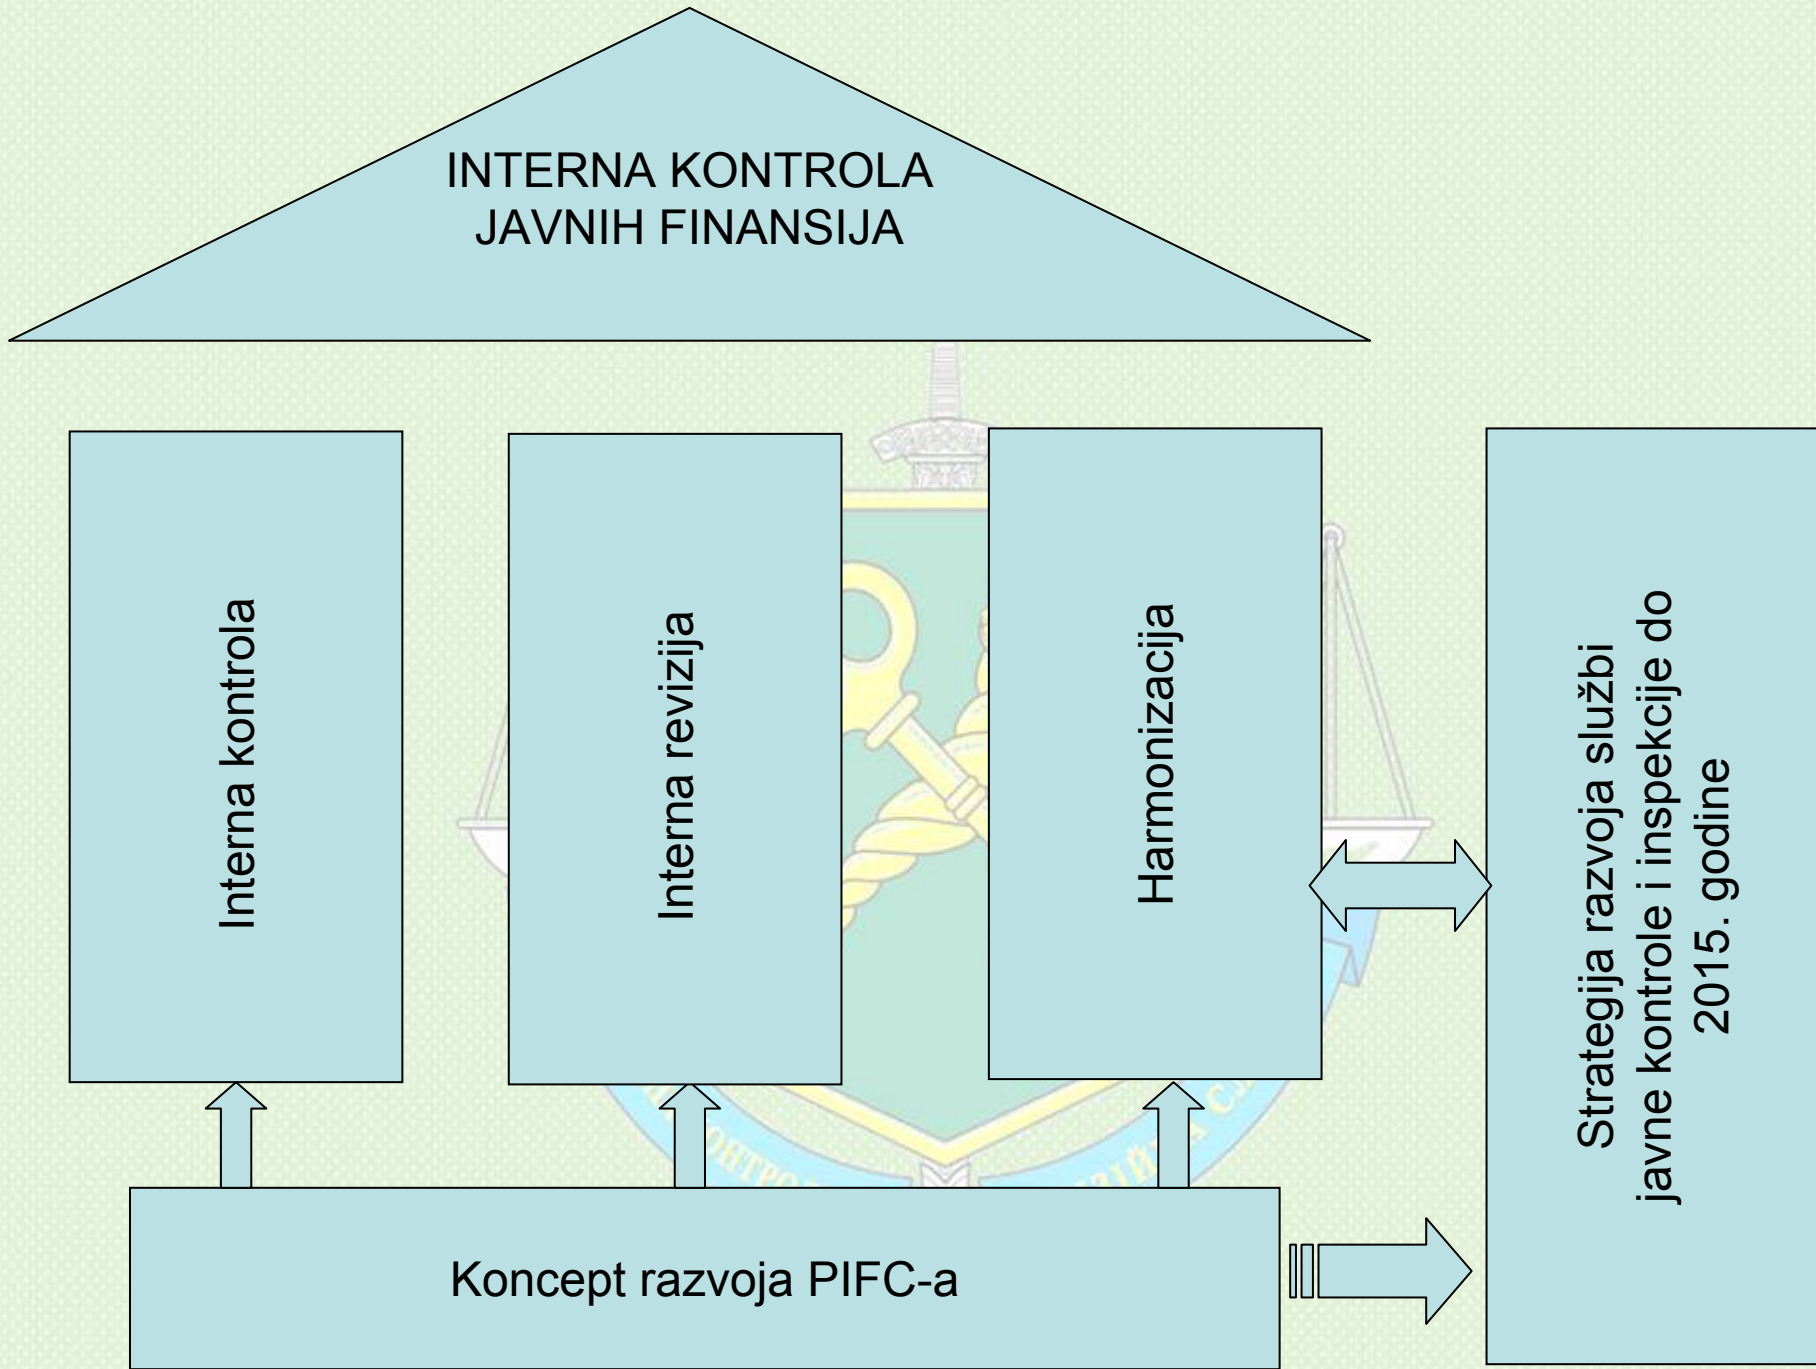 INTERNA KONTROLA
JAVNIH FINANSIJA
Interna kontrola
Interna revizija
Harmonizacija
Strategija razvoja službi
javne kontrole i inspekcije do
2015. godine
Koncept razvoja PIFC-a